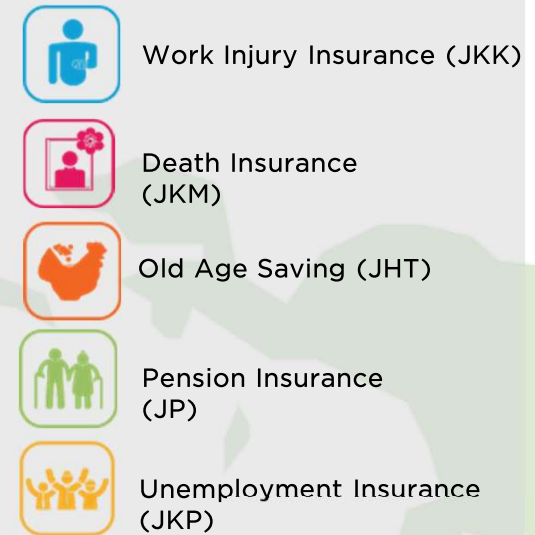 Work Injury Insurance (JKK)
Death Insurance
(JKM)
Old Age Saving (JHT)
Pension Insurance
(JP)
Unemployment Insurance
(JKP)